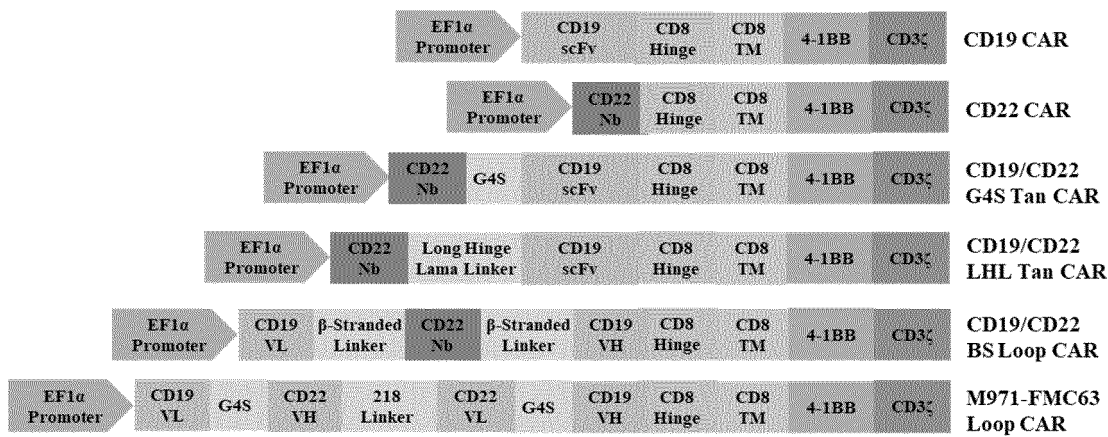 EF1α
Promoter
CD19
scFv
CD8
Hinge
CD8
TM
4-1BB
CD3ζ
CD19 CAR
EF1α
Promoter
CD22
Nb
CD8
Hinge
CD8
TM
4-1BB
CD3ζ
CD22 CAR
EF1α
Promoter
CD22
Nb
G4S
CD19
scFv
CD8
Hinge
CD8
TM
4-1BB
CD3ζ
CD19/CD22
G4S Tan CAR
EF1α
Promoter
CD22
Nb
Long Hinge
Lama Linker
CD19
scFv
CD8
Hinge
CD8
TM
4-1BB
CD3ζ
CD19/CD22
LHL Tan CAR
EF1α
Promoter
CD19
VL
β-Stranded
Linker
CD22
Nb
β-Stranded
Linker
CD19
VH
CD8
Hinge
CD8
TM
4-1BB
CD3ζ
CD19/CD22
BS Loop CAR
EF1α
Promoter
CD19
VL
G4S
CD22
VH
218
Linker
CD22
VL
G4S
CD19
VH
CD8
Hinge
CD8
TM
4-1BB
CD3ζ
M971-FMC63
Loop CAR